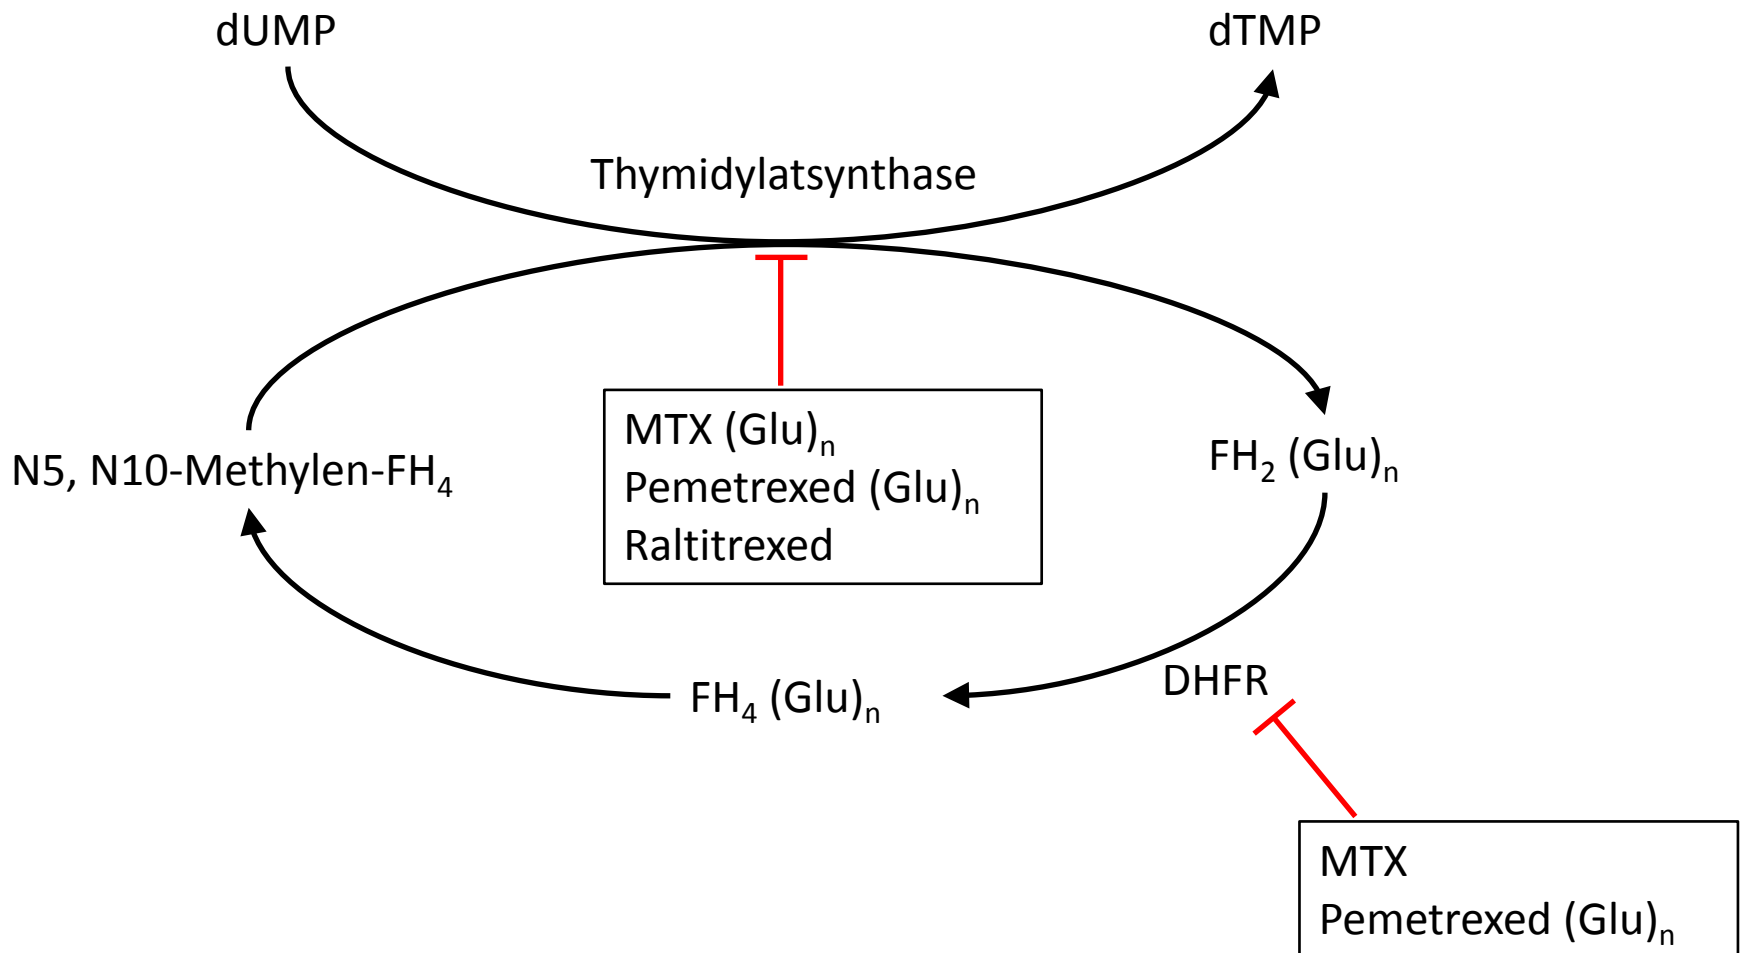 dUMP
dTMP
Thymidylatsynthase
MTX (Glu)n
Pemetrexed (Glu)n
Raltitrexed
N5, N10-Methylen-FH4
FH2 (Glu)n
FH4 (Glu)n
DHFR
MTX
Pemetrexed (Glu)n